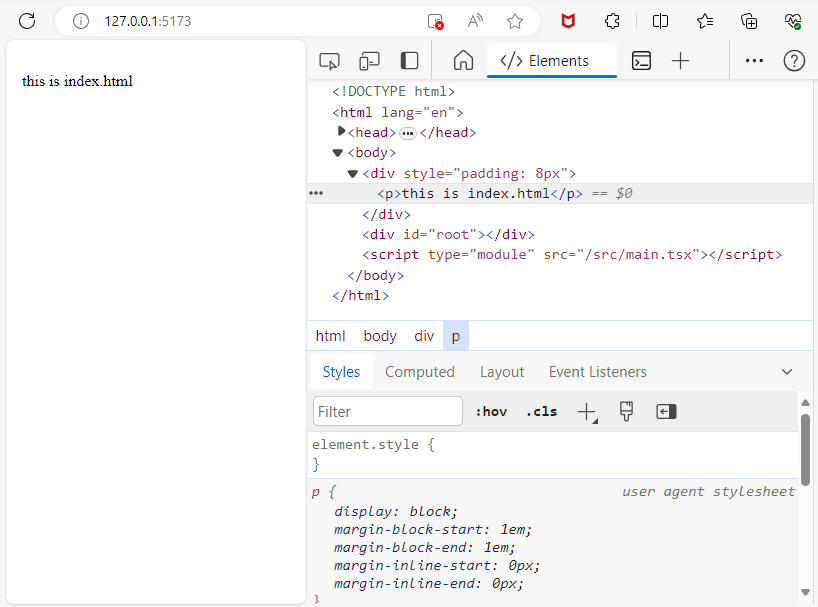 127.0.0.1:5173
this is index.html
Elements
<!DOCTYPE html>
<html lang="en">
<head> ••• </head>
<body>
<div style="padding: 8px">
••• <p>this is index.html</p> == $0
</div>
<div id="root"></div>
<script type="module" src="/src/main.tsx"></script>
</body>
</html>
html body div p
Styles Computed Layout Event Listeners
Filter :hov .cls
element.style {
}
p { user agent stylesheet
display: block;
margin-block-start: 1em;
margin-block-end: 1em;
margin-inline-start: 0px;
margin-inline-end: 0px;
}